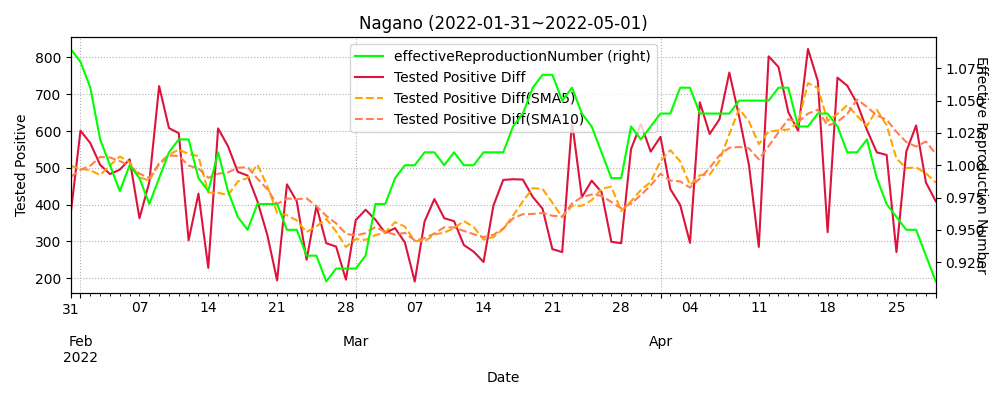 Nagano (2022-01-31~2022-05-01)
effectiveReproductionNumber (right)
Tested Positive Diff
Tested Positive Diff(SMA5)
Tested Positive Diff(SMA10)
Tested Positive
800
700
600
500
400
300
200
Effective Reproduction Number
1.075
1.050
1.025
1.000
0.975
0.950
0.925
31 07 14 21 28 07 14 21 28 04 11 18 25
Feb Mar Apr
2022
Date